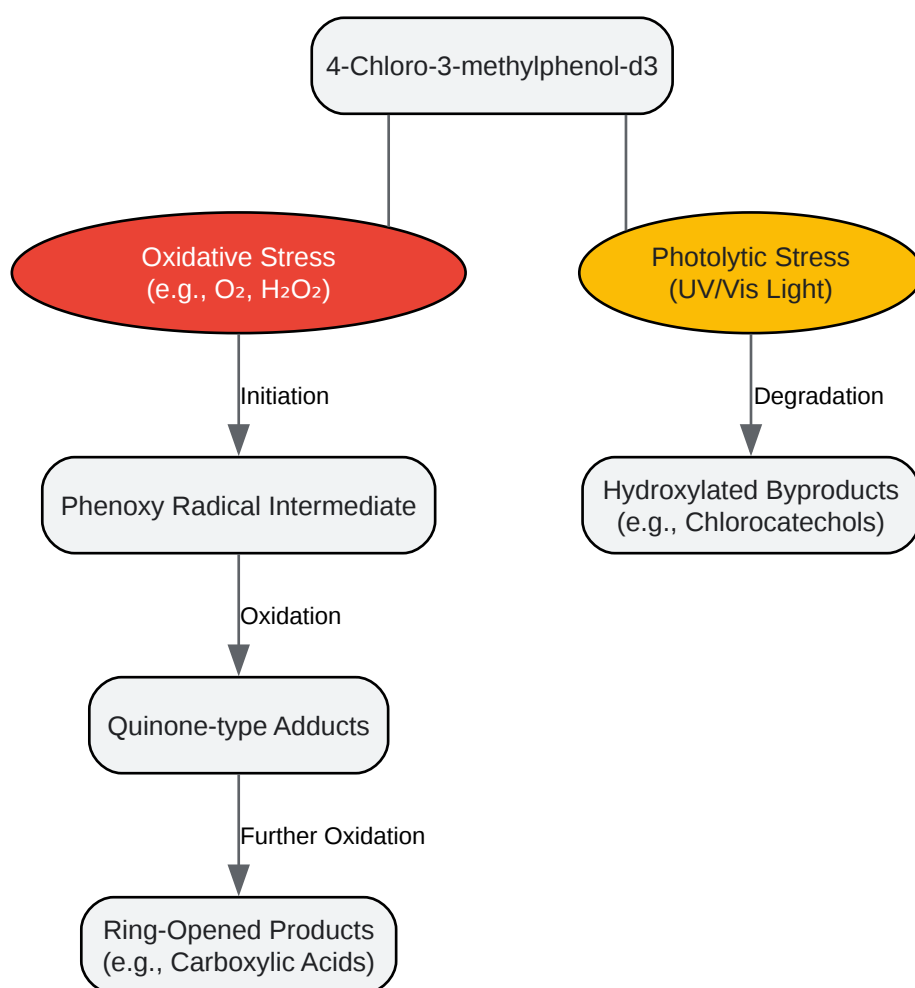 4-Chloro-3-methylphenol-d3
Oxidative Stress
(e.g., O₂, H₂O₂)
Photolytic Stress
(UV/Vis Light)
Initiation
Degradation
Phenoxy Radical Intermediate
Hydroxylated Byproducts
(e.g., Chlorocatechols)
Oxidation
Quinone-type Adducts
Further Oxidation
Ring-Opened Products
(e.g., Carboxylic Acids)